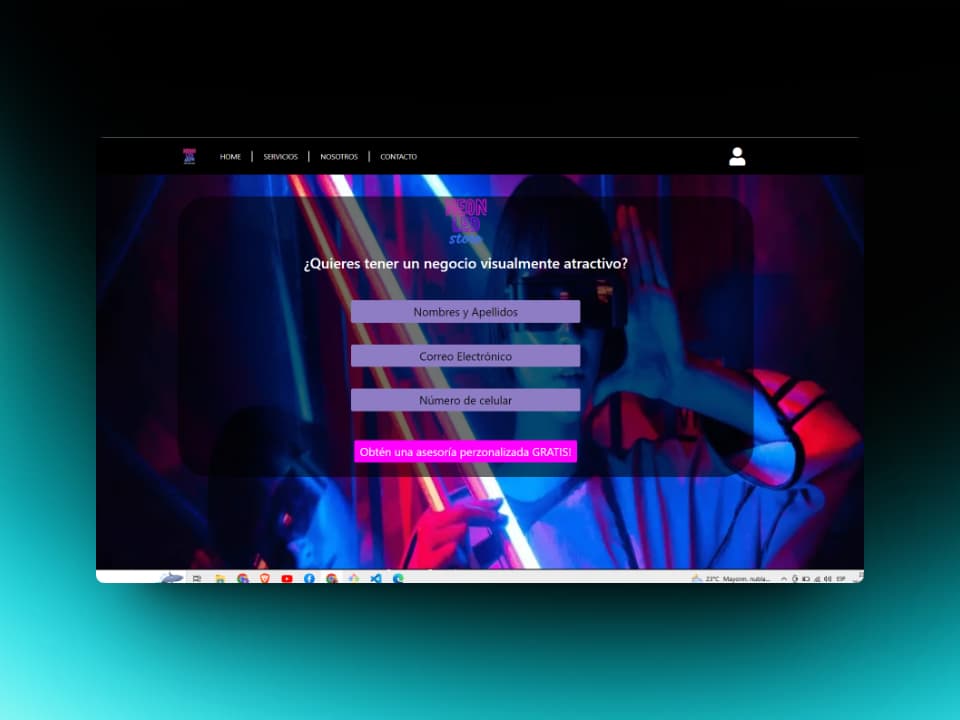 HOME | SERVICIOS | NOSOTROS | CONTACTO
NEON
LED
store
¿Quieres tener un negocio visualmente atractivo?
Nombres y Apellidos
Correo Electrónico
Número de celular
Obtén una asesoría perzonalizada GRATIS!
23°C Mayorm. nubla... ESP